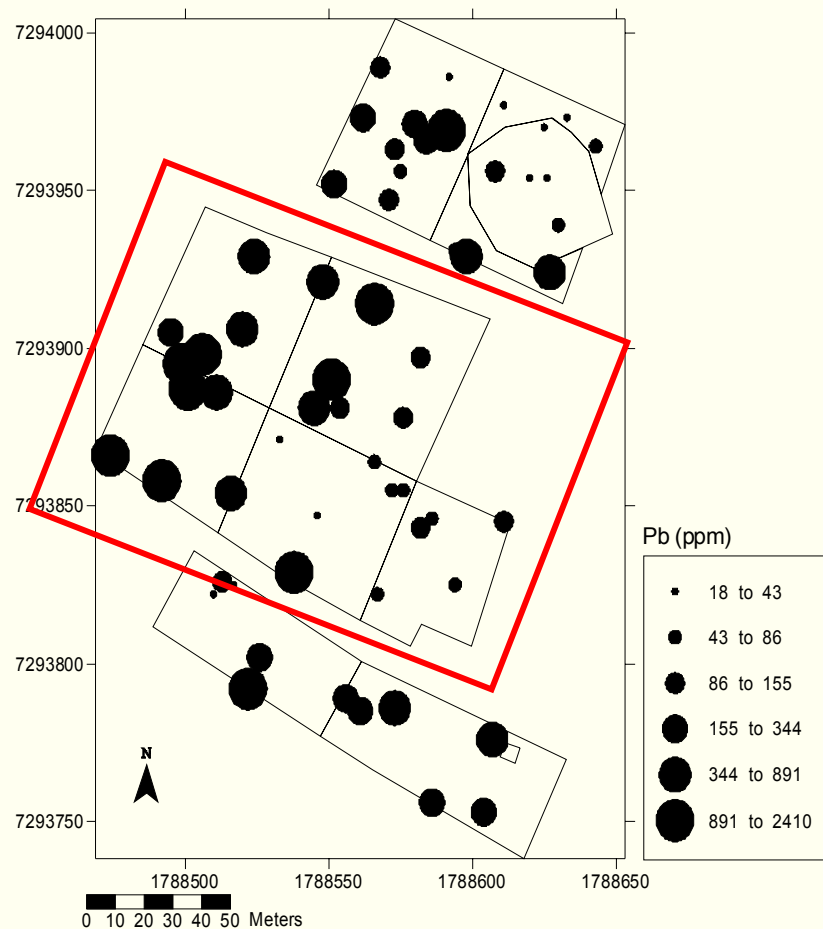 7294000
7293950
7293900
7293850
7293800
7293750
1788500 1788550 1788600 1788650
N
0 10 20 30 40 50 Meters
Pb (ppm)
18 to 43
43 to 86
86 to 155
155 to 344
344 to 891
891 to 2410